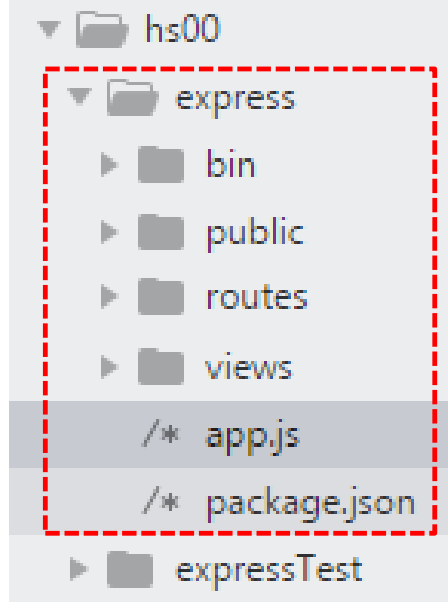 hs00
express
bin
public
routes
views
/* app.js
/* package.json
expressTest